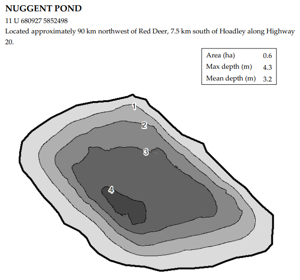 NUGGENT POND
11 U 680927 5852498
Located approximately 90 km northwest of Red Deer, 7.5 km south of Hoadley along Highway
20.
Area (ha) 0.6
Max depth (m) 4.3
Mean depth (m) 3.2
1
2
3
4